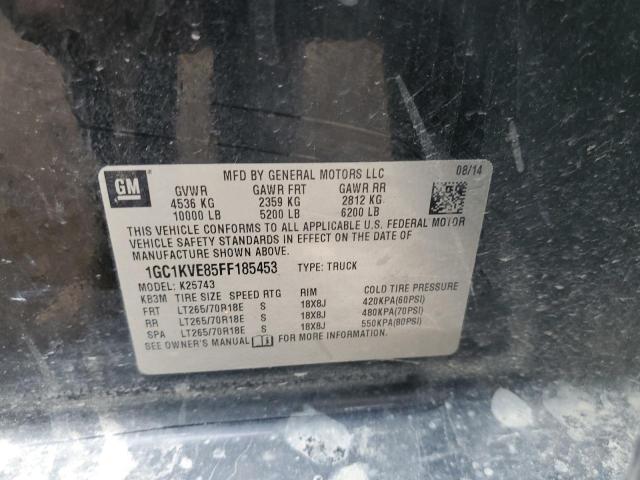 GM
MFD BY GENERAL MOTORS LLC 08/14
GVWR GAWR FRT GAWR RR
4536 KG 2359 KG 2812 KG
10000 LB 5200 LB 6200 LB
THIS VEHICLE CONFORMS TO ALL APPLICABLE U.S. FEDERAL MOTOR
VEHICLE SAFETY STANDARDS IN EFFECT ON THE DATE OF
MANUFACTURE SHOWN ABOVE.
1GC1KVE85FF185453 TYPE: TRUCK
MODEL: K25743
KB3M TIRE SIZE SPEED RTG RIM COLD TIRE PRESSURE
FRT LT265/70R18E S 18X8J 420KPA(60PSI)
RR LT265/70R18E S 18X8J 480KPA(70PSI)
SPA LT265/70R18E S 18X8J 550KPA(80PSI)
SEE OWNER'S MANUAL FOR MORE INFORMATION.